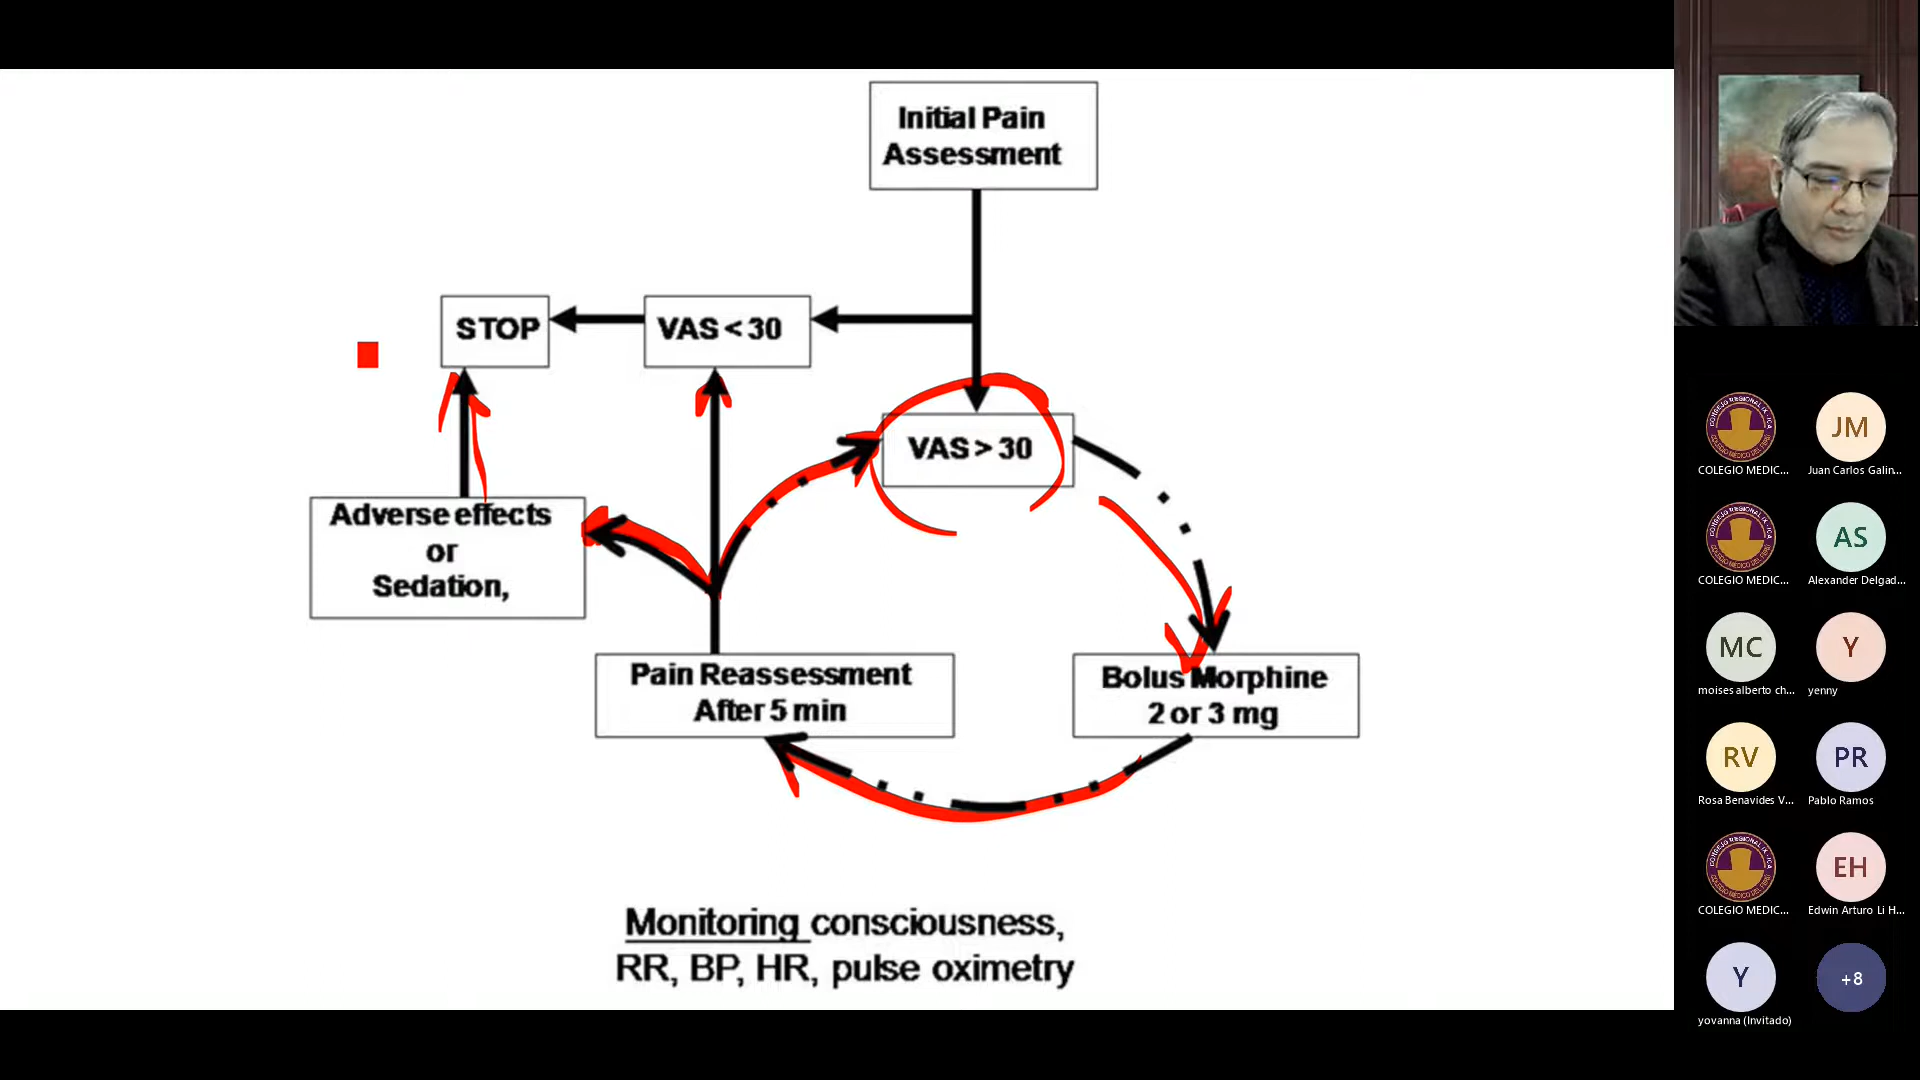 Initial Pain
Assessment
STOP
VAS < 30
VAS > 30
Adverse effects
or
Sedation,
Pain Reassessment
After 5 min
Bolus Morphine
2 or 3 mg
Monitoring consciousness,
RR, BP, HR, pulse oximetry
COLEGIO MEDIC...
JM
Juan Carlos Galin...
COLEGIO MEDIC...
AS
Alexander Delgad...
MC
moises alberto ch...
Y
yenny
RV
Rosa Benavides V...
PR
Pablo Ramos
COLEGIO MEDIC...
EH
Edwin Arturo Li H...
Y
yovanna (Invitado)
+8